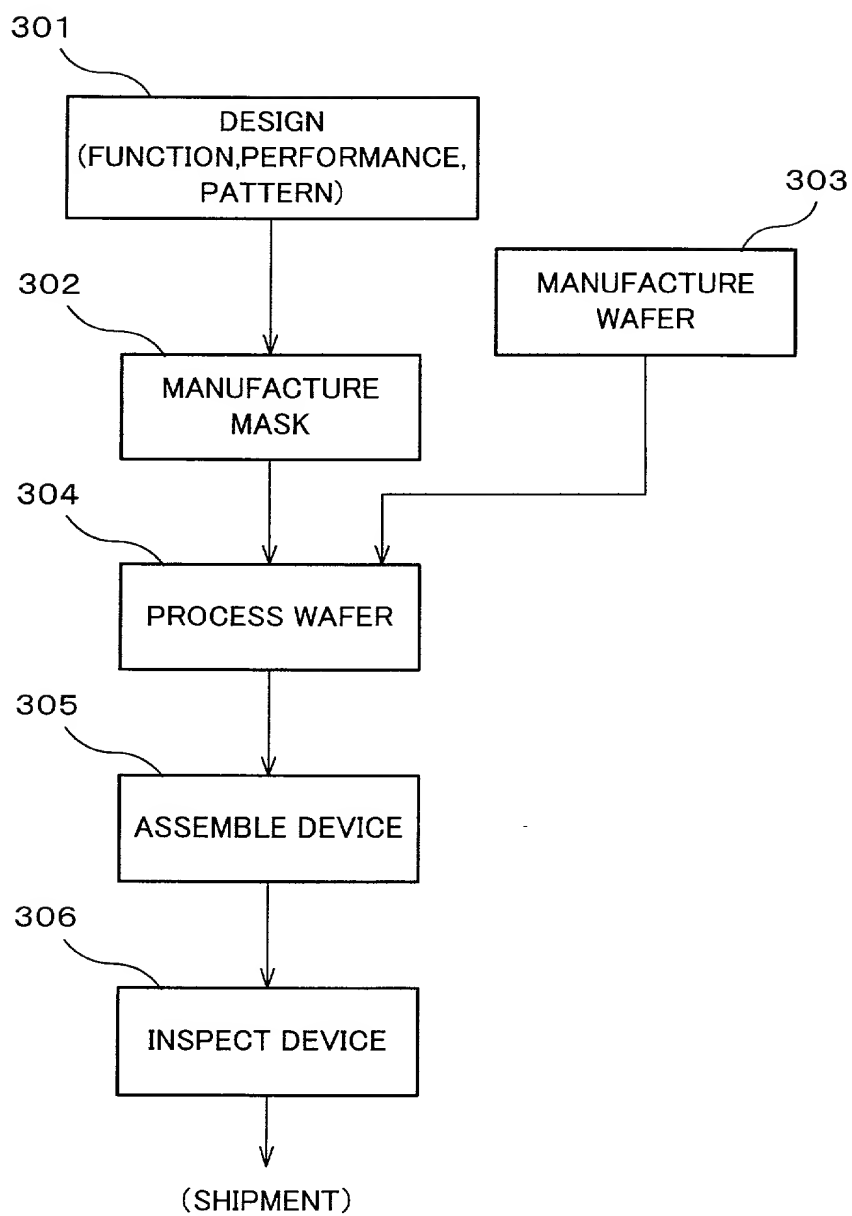 301
DESIGN
(FUNCTION,PERFORMANCE,
PATTERN)
303
MANUFACTURE
WAFER
302
MANUFACTURE
MASK
304
PROCESS WAFER
305
ASSEMBLE DEVICE
306
INSPECT DEVICE
(SHIPMENT)